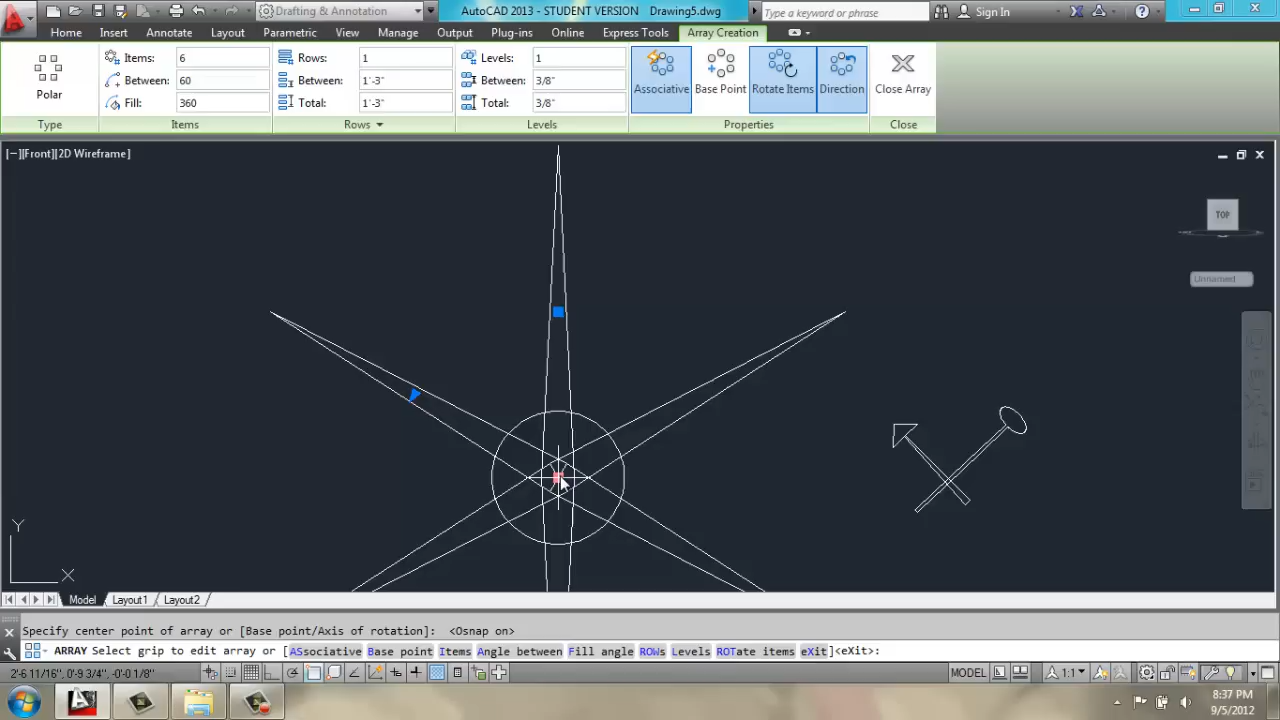 Drafting & Annotation
AutoCAD 2013 - STUDENT VERSION Drawing5.dwg
Type a keyword or phrase
Sign In
Home Insert Annotate Layout Parametric View Manage Output Plug-ins Online Express Tools Array Creation
Items: 6 Rows: 1 Levels: 1
Between: 60 Between: 1'-3" Between: 3/8"
Fill: 360 Total: 1'-3" Total: 3/8"
Polar
Associative Base Point Rotate Items Direction Close Array
Type Items Rows Levels Properties Close
[−][Front][2D Wireframe]
TOP
Unnamed
Y
X
Model Layout1 Layout2
Specify center point of array or [Base point/Axis of rotation]: <Osnap on>
ARRAY Select grip to edit array or [ASsociative Base point Items Angle between Fill angle ROWs Levels ROTate items eXit]<eXit>:
2'-6 11/16", 0'-9 3/4", -0'-0 1/8"
MODEL
1:1
8:37 PM
9/5/2012